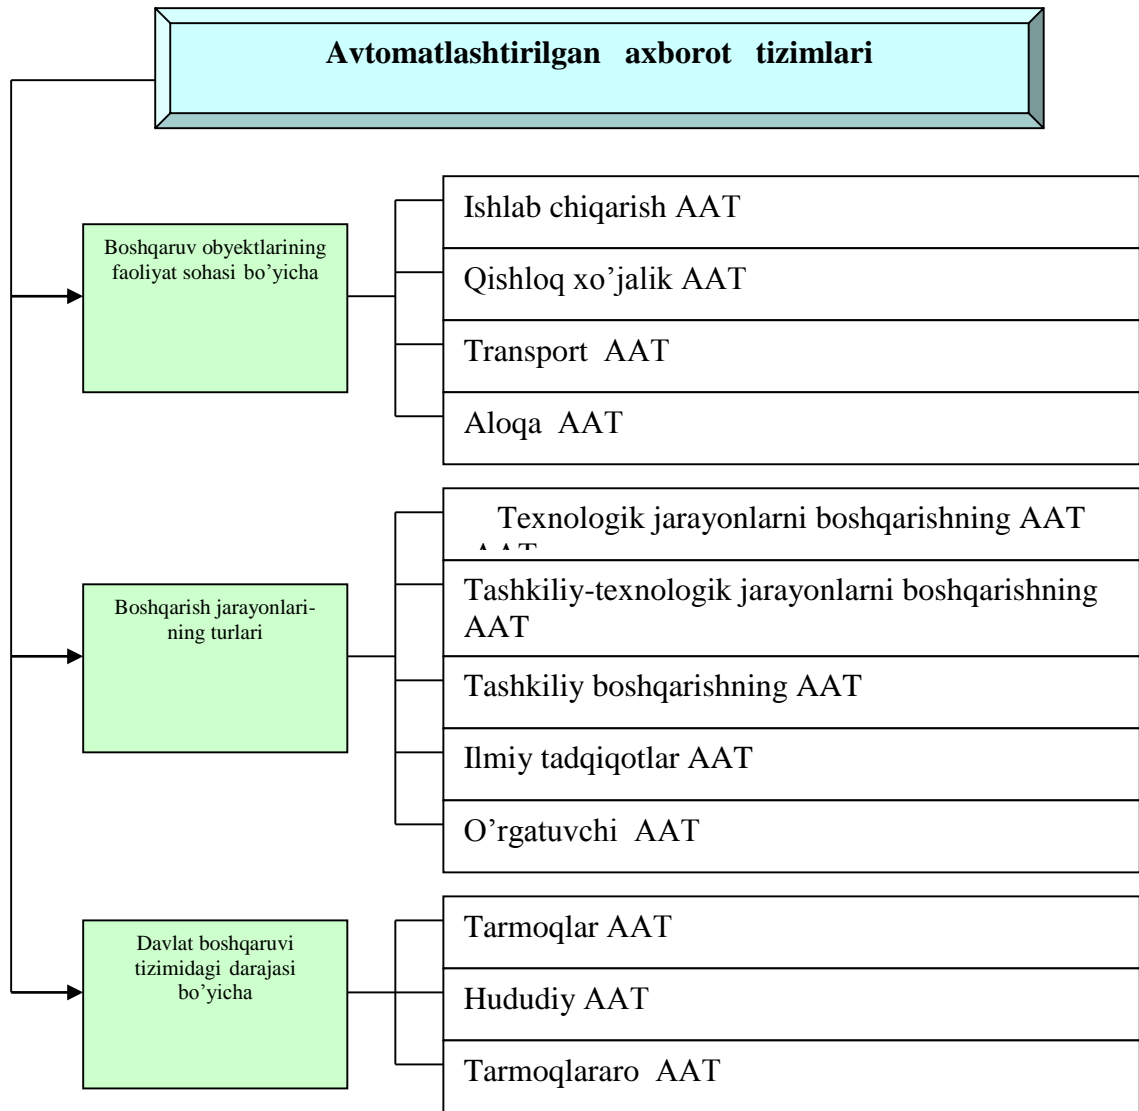 Avtomatlashtirilgan axborot tizimlari
Boshqaruv obyektlarining
faoliyat sohasi bo’yicha
Ishlab chiqarish AAT
Qishloq xo’jalik AAT
Transport AAT
Aloqa AAT
Boshqarish jarayonlari-
ning turlari
Texnologik jarayonlarni boshqarishning AAT
AAT
Tashkiliy-texnologik jarayonlarni boshqarishning
AAT
Tashkiliy boshqarishning AAT
Ilmiy tadqiqotlar AAT
O’rgatuvchi AAT
Davlat boshqaruvi
tizimidagi darajasi
bo’yicha
Tarmoqlar AAT
Hududiy AAT
Tarmoqlararo AAT